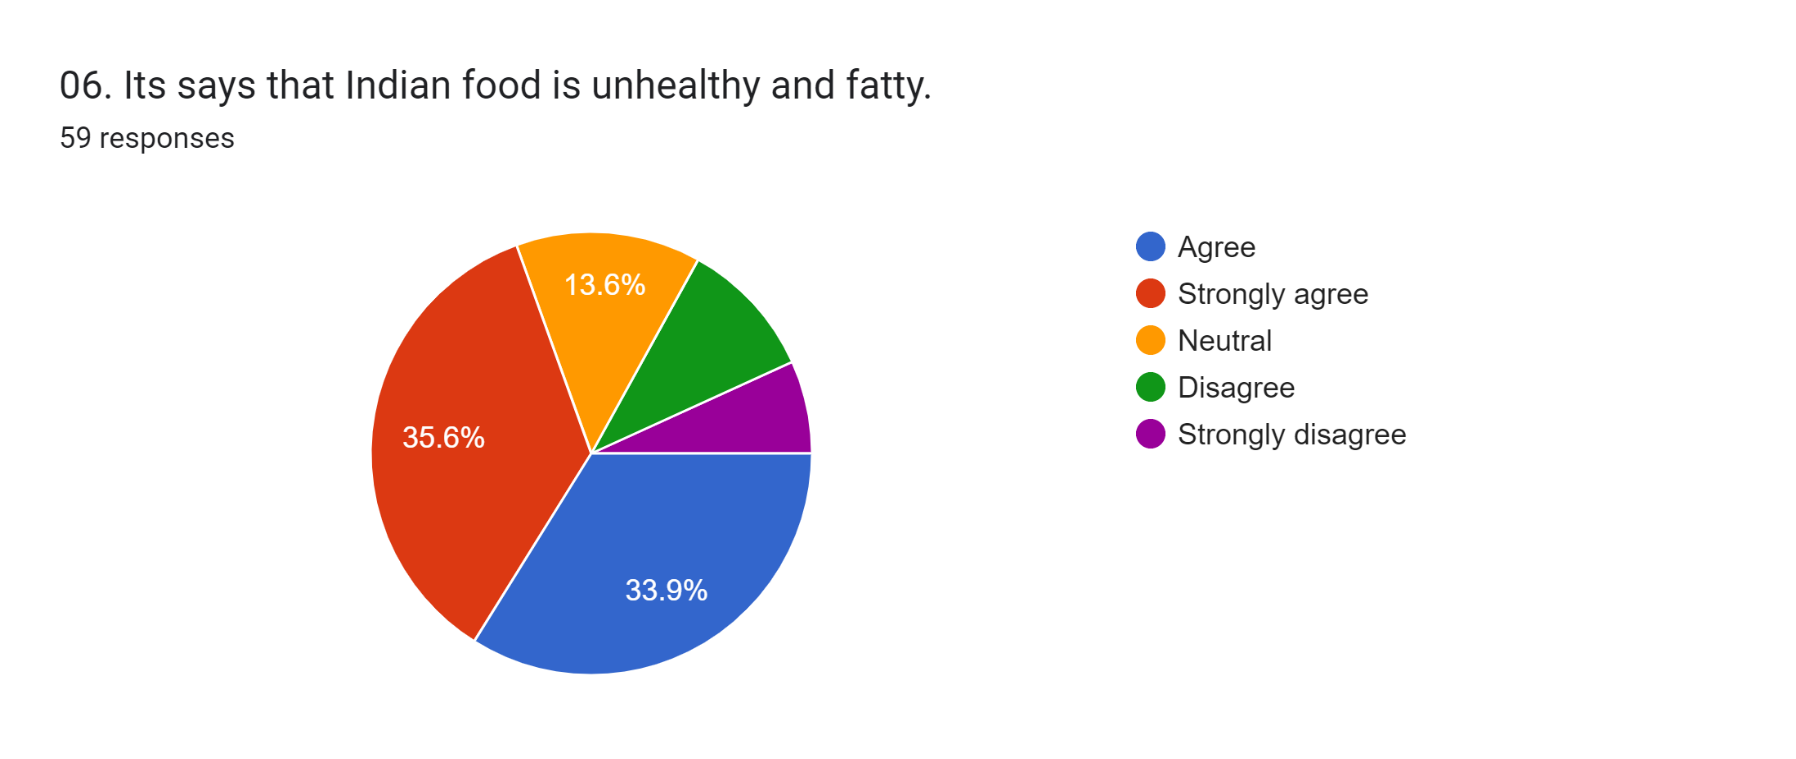 06. Its says that Indian food is unhealthy and fatty.
59 responses
13.6%
35.6%
33.9%
Agree
Strongly agree
Neutral
Disagree
Strongly disagree